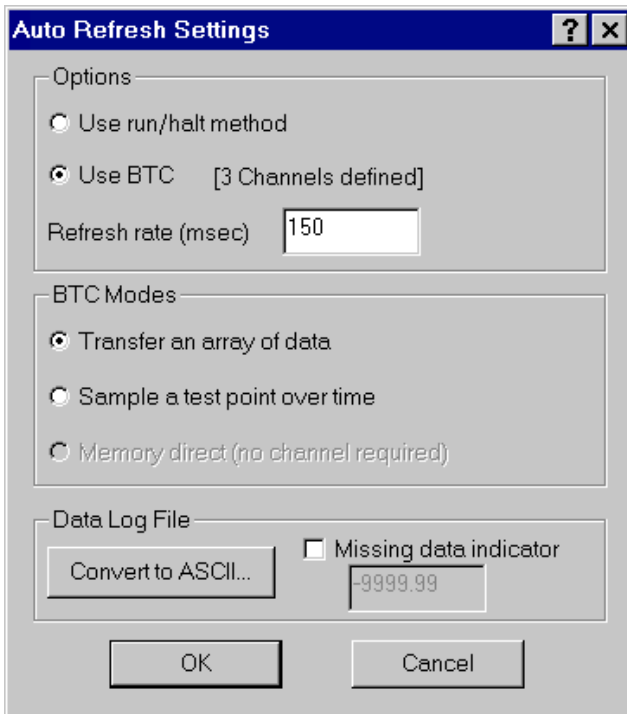 Auto Refresh Settings
Options
Use run/halt method
Use BTC [3 Channels defined]
Refresh rate (msec) 150
BTC Modes
Transfer an array of data
Sample a test point over time
Memory direct (no channel required)
Data Log File
Convert to ASCII...
Missing data indicator
-9999.99
OK Cancel